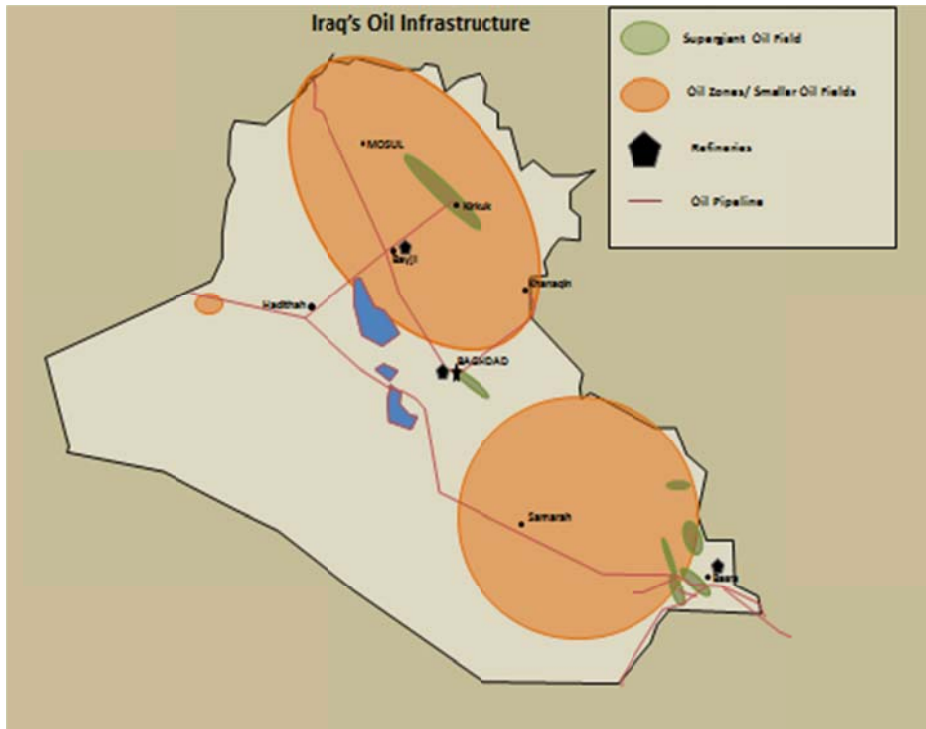 Iraq's Oil Infrastructure
Supergiant Oil Field
Oil Zones/ Smaller Oil Fields
Refineries
Oil Pipeline
MOSUL
Kirkuk
Bayji
Khanaqin
Hadithah
BAGHDAD
Samarah
Basra